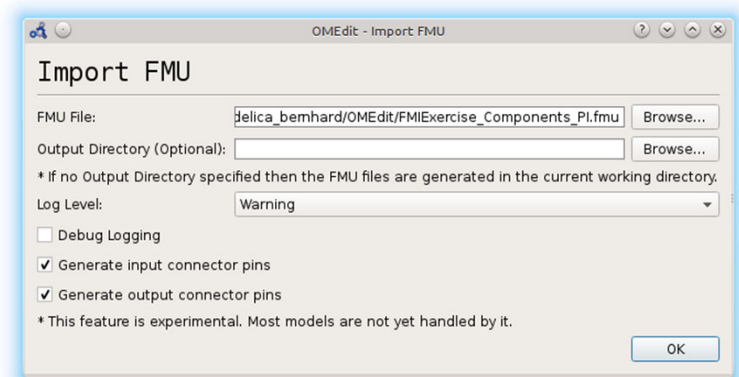 OMEdit - Import FMU
Import FMU
FMU File: delica_bernhard/OMEdit/FMIExercise_Components_PI.fmu Browse...
Output Directory (Optional): Browse...
* If no Output Directory specified then the FMU files are generated in the current working directory.
Log Level: Warning
Debug Logging
Generate input connector pins
Generate output connector pins
* This feature is experimental. Most models are not yet handled by it.
OK